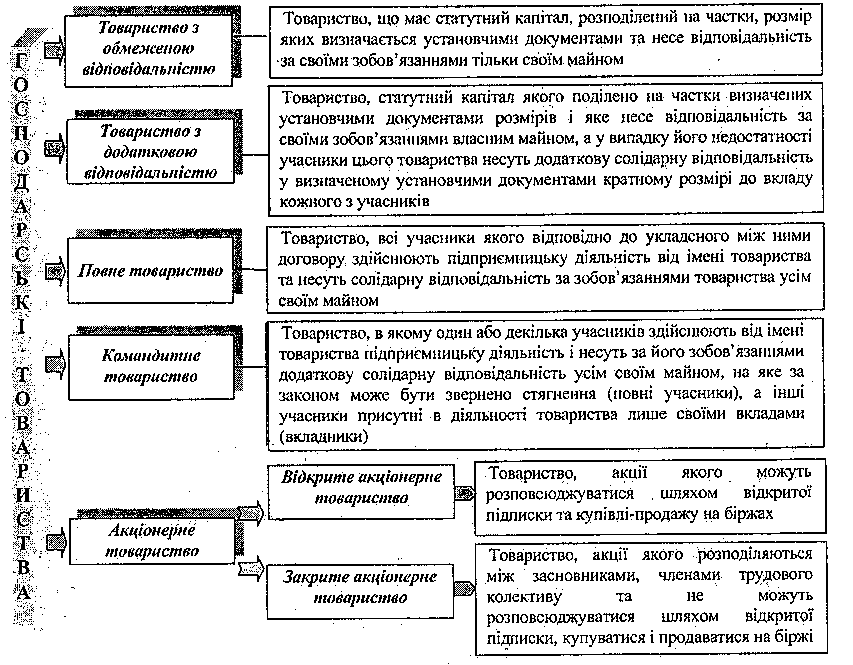 ГОСПОДАРСЬКІ ТОВАРИСТВА
Товариство з
обмеженою
відповідальністю
Товариство, що має статутний капітал, розподілений на частки, розмір
яких визначається установчими документами та несе відповідальність
за своїми зобов’язаннями тільки своїм майном
Товариство з
додатковою
відповідальністю
Товариство, статутний капітал якого поділено на частки визначених
установчими документами розмірів і яке несе відповідальність за
своїми зобов’язаннями власним майном, а у випадку його недостатності
учасники цього товариства несуть додаткову солідарну відповідальність
у визначеному установчими документами кратному розмірі до вкладу
кожного з учасників
Повне товариство
Товариство, всі учасники якого відповідно до укладеного між ними
договору здійснюють підприємницьку діяльність від імені товариства
та несуть солідарну відповідальність за зобов’язаннями товариства усім
своїм майном
Командитне
товариство
Товариство, в якому один або декілька учасників здійснюють від імені
товариства підприємницьку діяльність і несуть за його зобов’язаннями
додаткову солідарну відповідальність усім своїм майном, на яке за
законом може бути звернено стягнення (повні учасники), а інші
учасники присутні в діяльності товариства лише своїми вкладами
(вкладники)
Акціонерне
товариство
Відкрите акціонерне
товариство
Товариство, акції якого можуть
розповсюджуватися шляхом відкритої
підписки та купівлі-продажу на біржах
Закрите акціонерне
товариство
Товариство, акції якого розподіляються
між засновниками, членами трудового
колективу та не можуть
розповсюджуватися шляхом відкритої
підписки, купуватися і продаватися на біржі